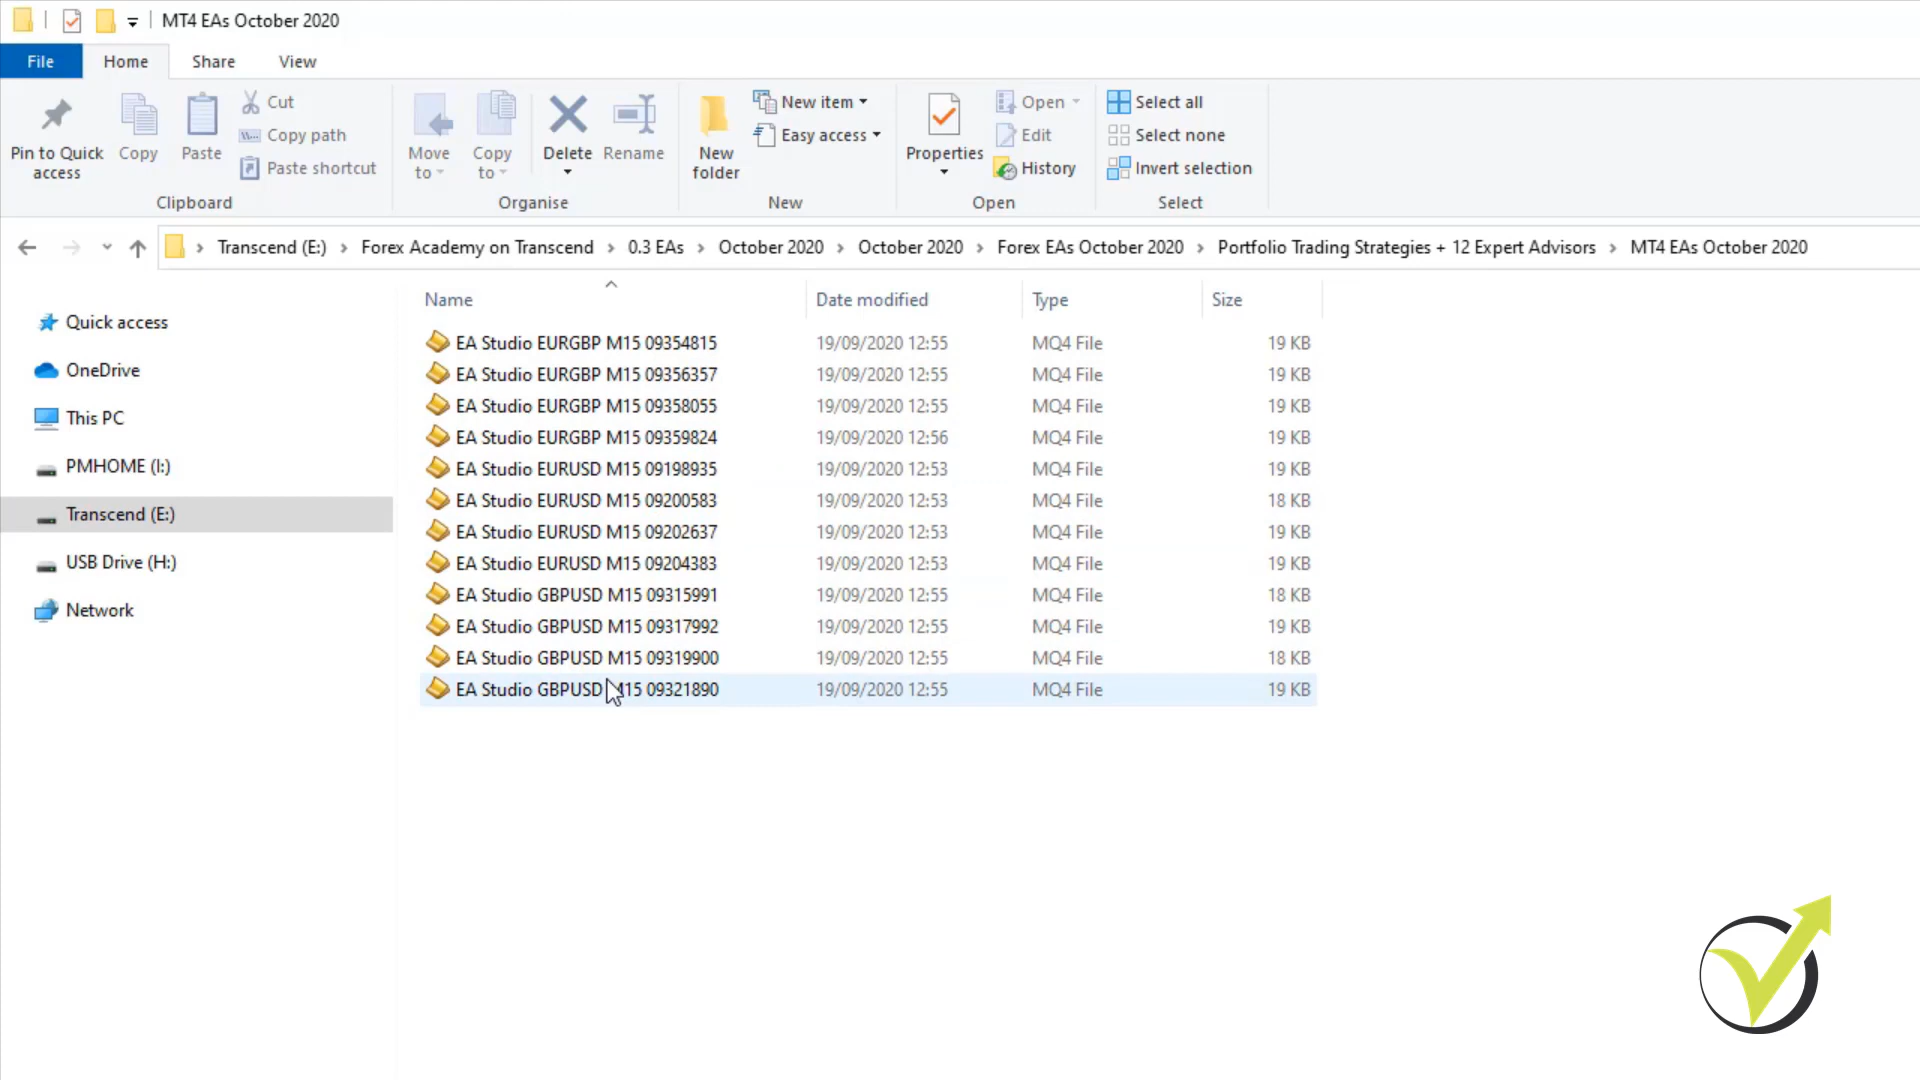 MT4 EAs October 2020
File Home Share View
Pin to Quick access
Copy
Paste
Cut
Copy path
Paste shortcut
Clipboard
Move to
Copy to
Delete
Rename
Organise
New folder
New item
Easy access
New
Properties
Open
Edit
History
Open
Select all
Select none
Invert selection
Select
Transcend (E:) › Forex Academy on Transcend › 0.3 EAs › October 2020 › October 2020 › Forex EAs October 2020 › Portfolio Trading Strategies + 12 Expert Advisors › MT4 EAs October 2020
Quick access
OneDrive
This PC
PMHOME (I:)
Transcend (E:)
USB Drive (H:)
Network
Name Date modified Type Size
EA Studio EURGBP M15 09354815 19/09/2020 12:55 MQ4 File 19 KB
EA Studio EURGBP M15 09356357 19/09/2020 12:55 MQ4 File 19 KB
EA Studio EURGBP M15 09358055 19/09/2020 12:55 MQ4 File 19 KB
EA Studio EURGBP M15 09359824 19/09/2020 12:56 MQ4 File 19 KB
EA Studio EURUSD M15 09198935 19/09/2020 12:53 MQ4 File 19 KB
EA Studio EURUSD M15 09200583 19/09/2020 12:53 MQ4 File 18 KB
EA Studio EURUSD M15 09202637 19/09/2020 12:53 MQ4 File 19 KB
EA Studio EURUSD M15 09204383 19/09/2020 12:53 MQ4 File 19 KB
EA Studio GBPUSD M15 09315991 19/09/2020 12:55 MQ4 File 18 KB
EA Studio GBPUSD M15 09317992 19/09/2020 12:55 MQ4 File 19 KB
EA Studio GBPUSD M15 09319900 19/09/2020 12:55 MQ4 File 18 KB
EA Studio GBPUSD M15 09321890 19/09/2020 12:55 MQ4 File 19 KB